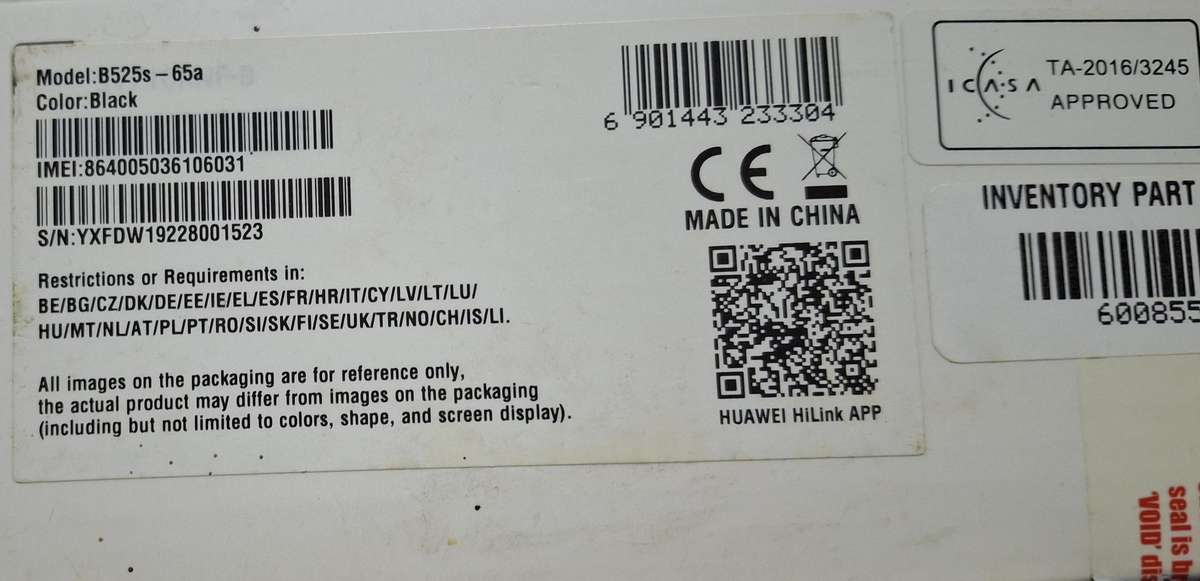 Model:B525s-65a
Color:Black
IMEI:864005036106031
S/N:YXFDW19228001523
Restrictions or Requirements in:
BE/BG/CZ/DK/DE/EE/IE/EL/ES/FR/HR/IT/CY/LV/LT/LU/
HU/MT/NL/AT/PL/PT/RO/SI/SK/FI/SE/UK/TR/NO/CH/IS/LI.
All images on the packaging are for reference only,
the actual product may differ from images on the packaging
(including but not limited to colors, shape, and screen display).
6 901443 233304
CE
MADE IN CHINA
HUAWEI HiLink APP
ICASA
TA-2016/3245
APPROVED
INVENTORY PART
600855
seal is
'VOID'